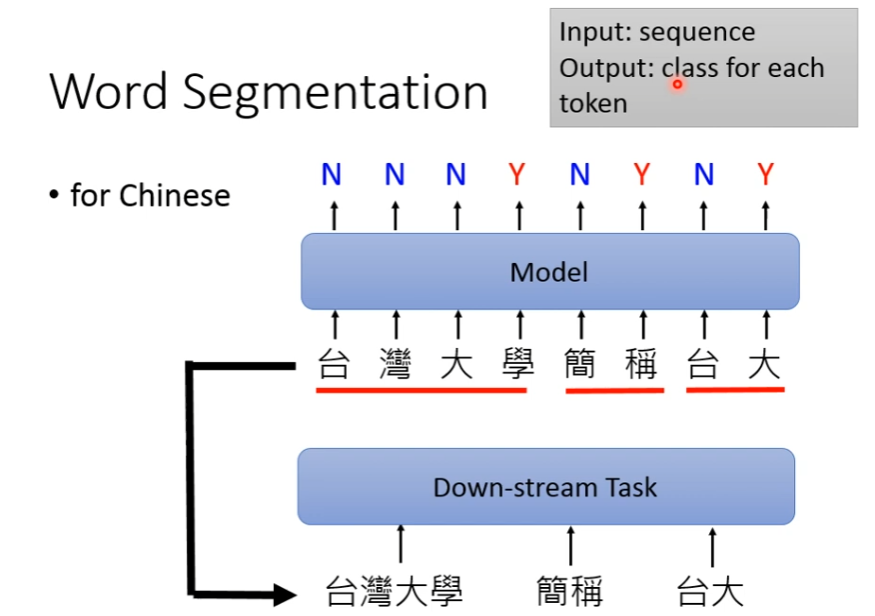 Input: sequence
Output: class for each
token
Word Segmentation
• for Chinese
N N N Y N Y N Y
Model
台 灣 大 學 簡 稱 台 大
Down-stream Task
台灣大學 簡稱 台大